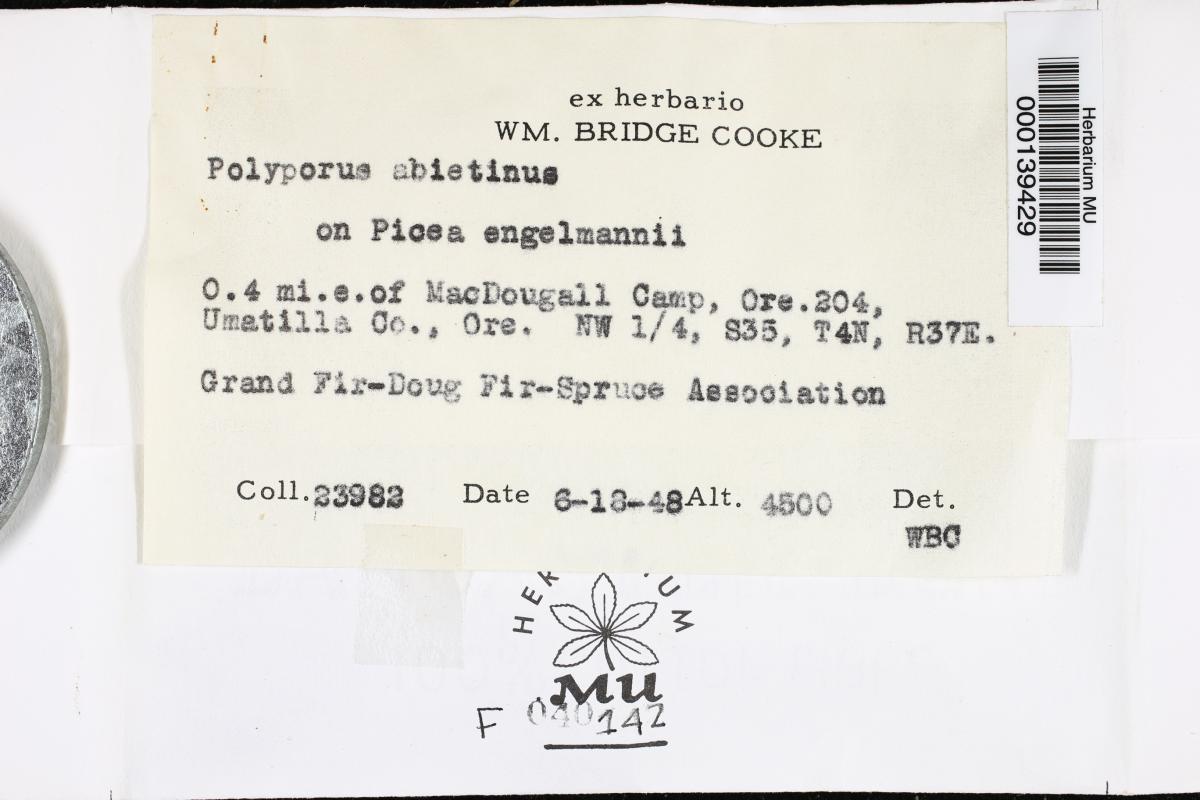 ex herbario
WM. BRIDGE COOKE
Polyporus abietinus
on Picea engelmannii
0.4 mi.e.of MacDougall Camp, Ore.204,
Umatilla Co., Ore. NW 1/4, S35, T4N, R37E.
Grand Fir-Doug Fir-Spruce Association
Coll.23982 Date 6-18-48 Alt. 4500 Det.
WBC
Herbarium MU
000139429
MU
F 040142